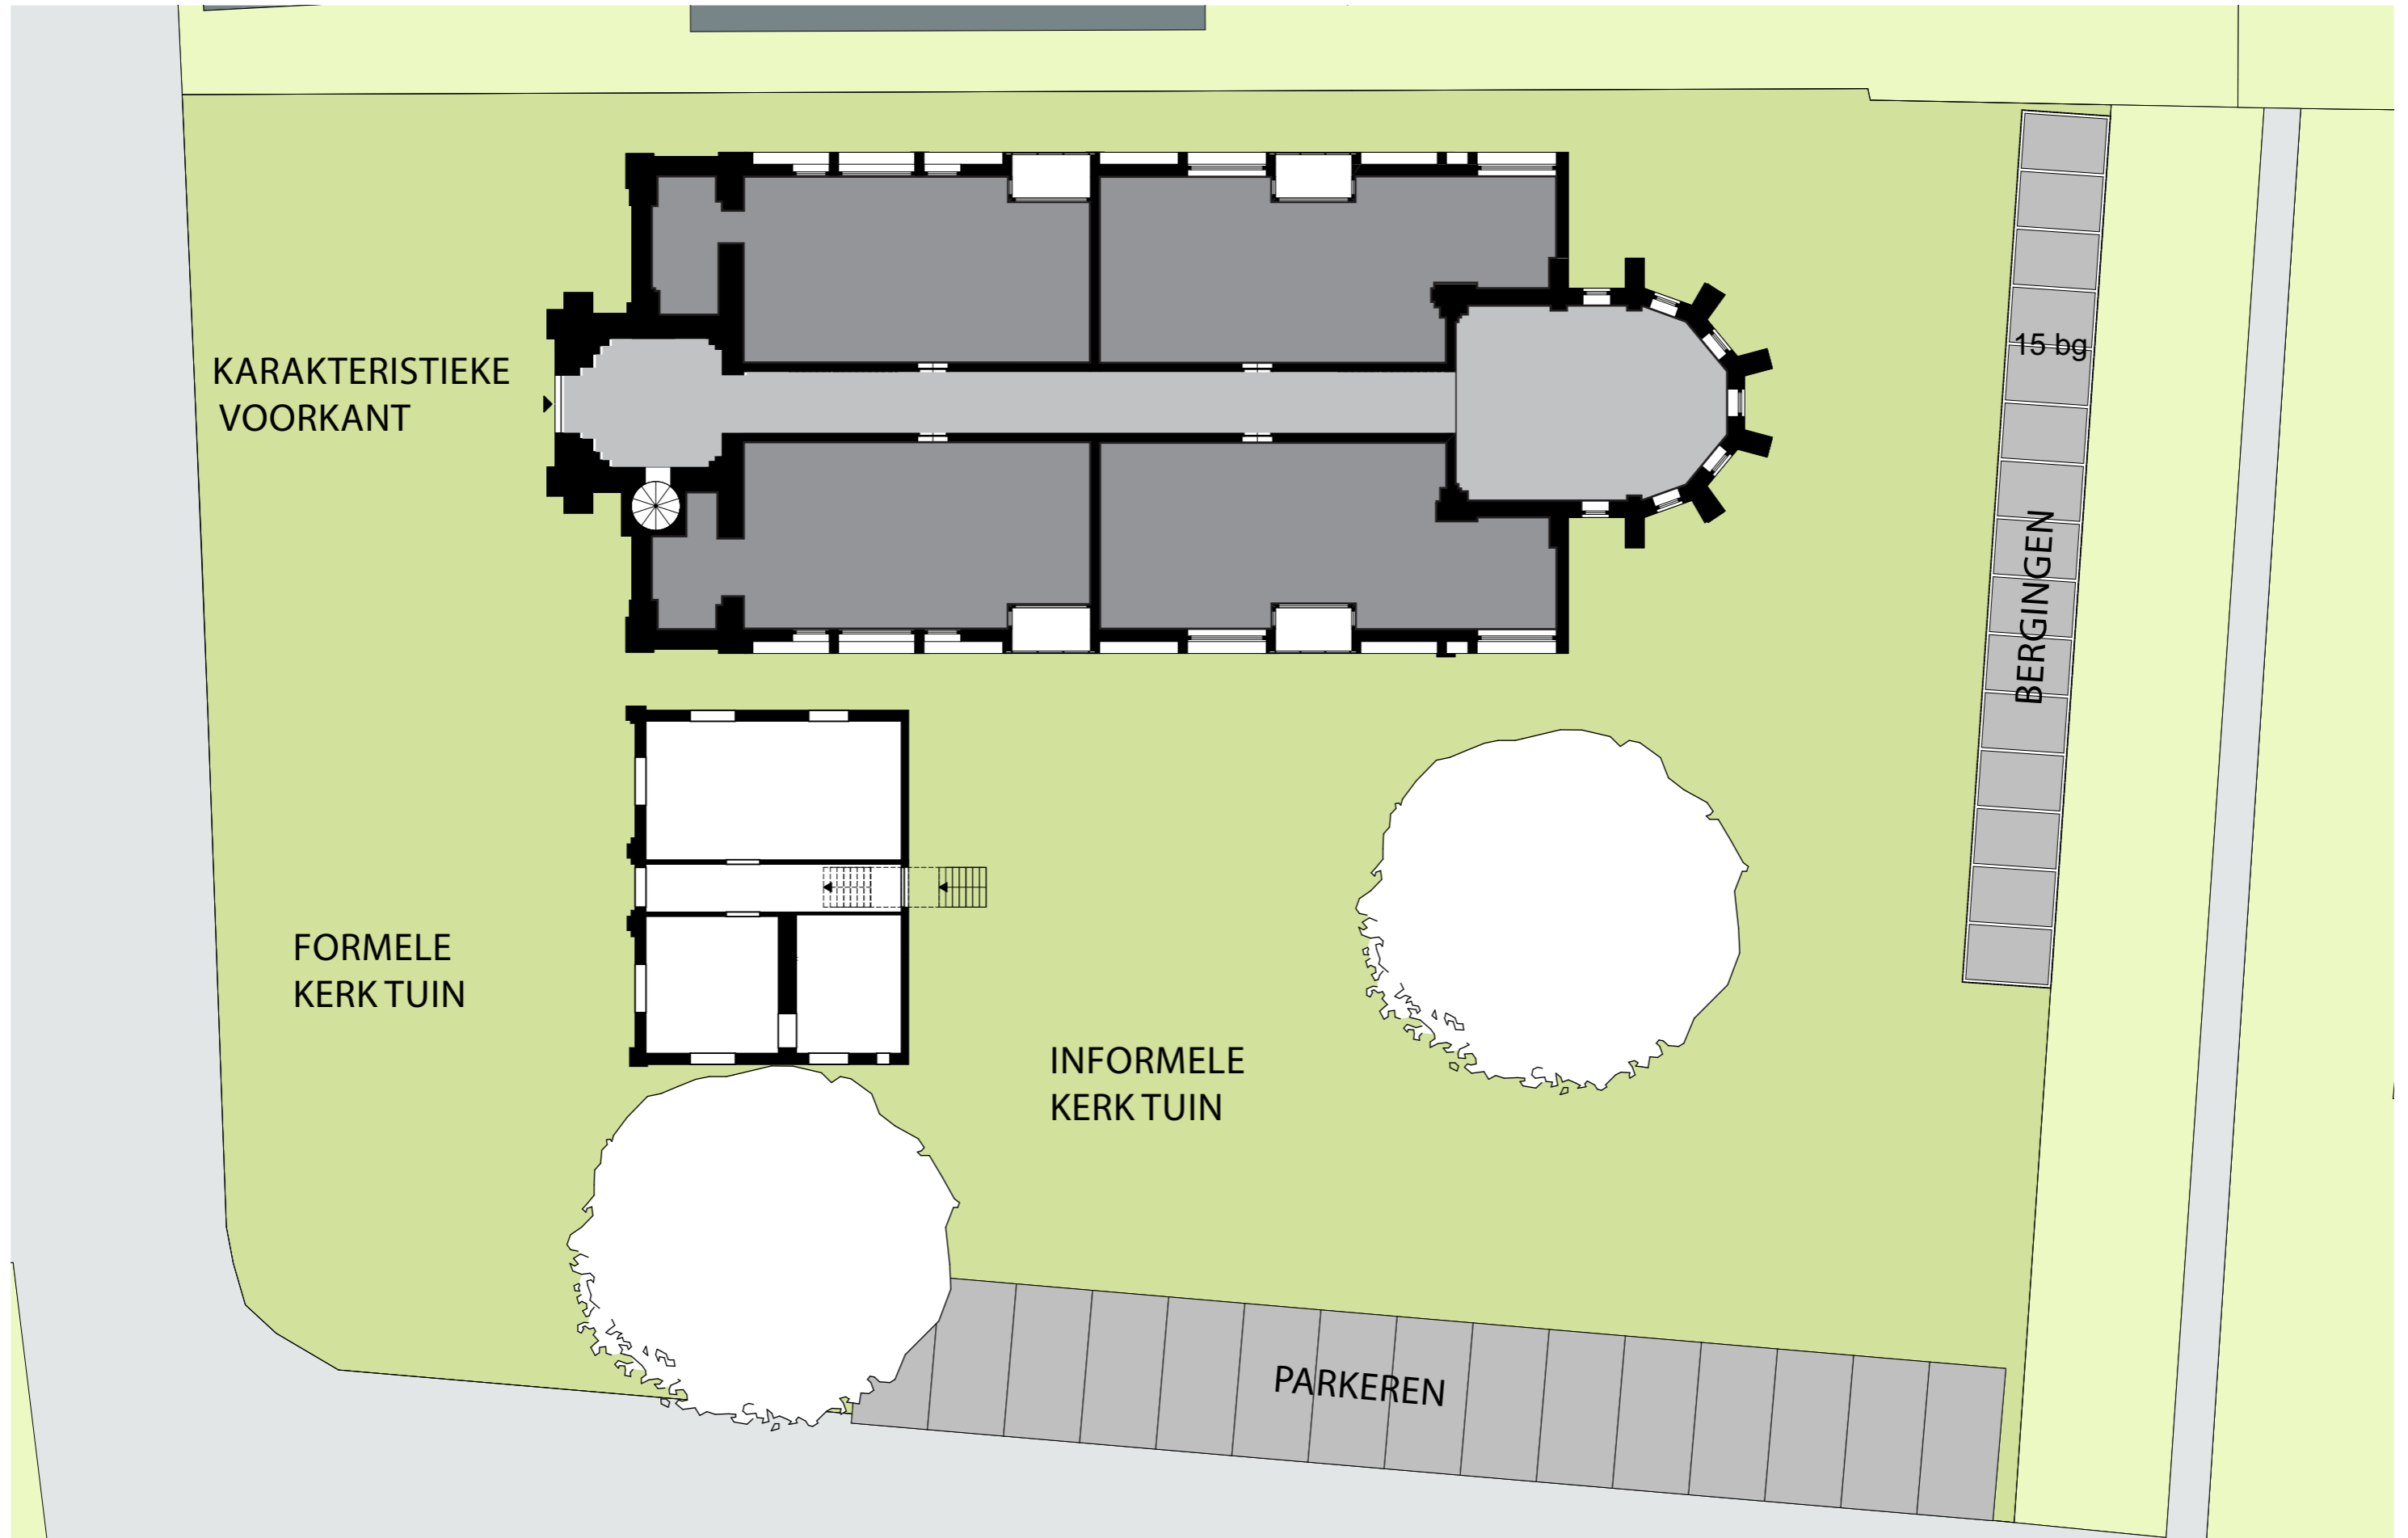 KARAKTERISTIEKE
VOORKANT
15 bg
BERGINGEN
FORMELE
KERK TUIN
INFORMELE
KERK TUIN
PARKEREN